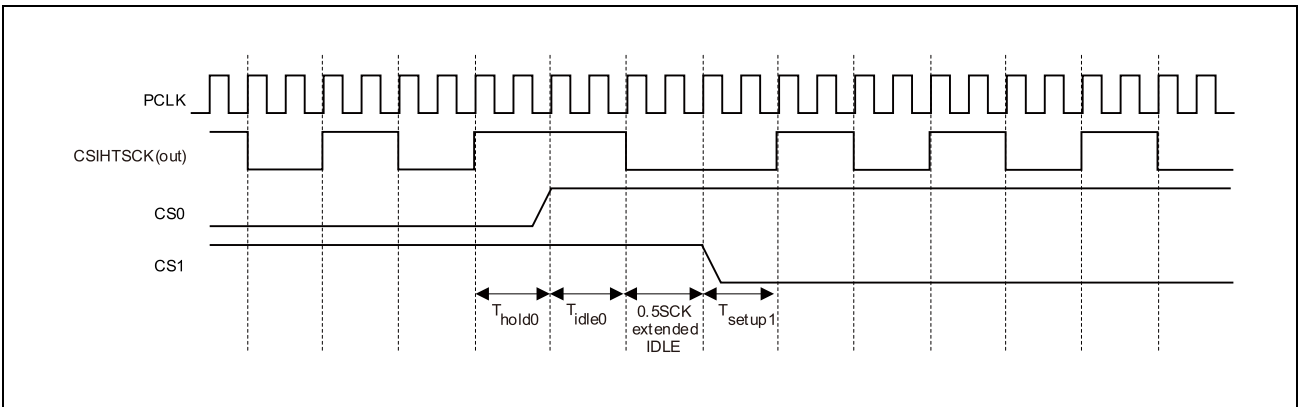 PCLK
CSIHTSCK(out)
CS0
CS1
Thold0
Tidle0
0.5SCK
extended
IDLE
Tsetup1